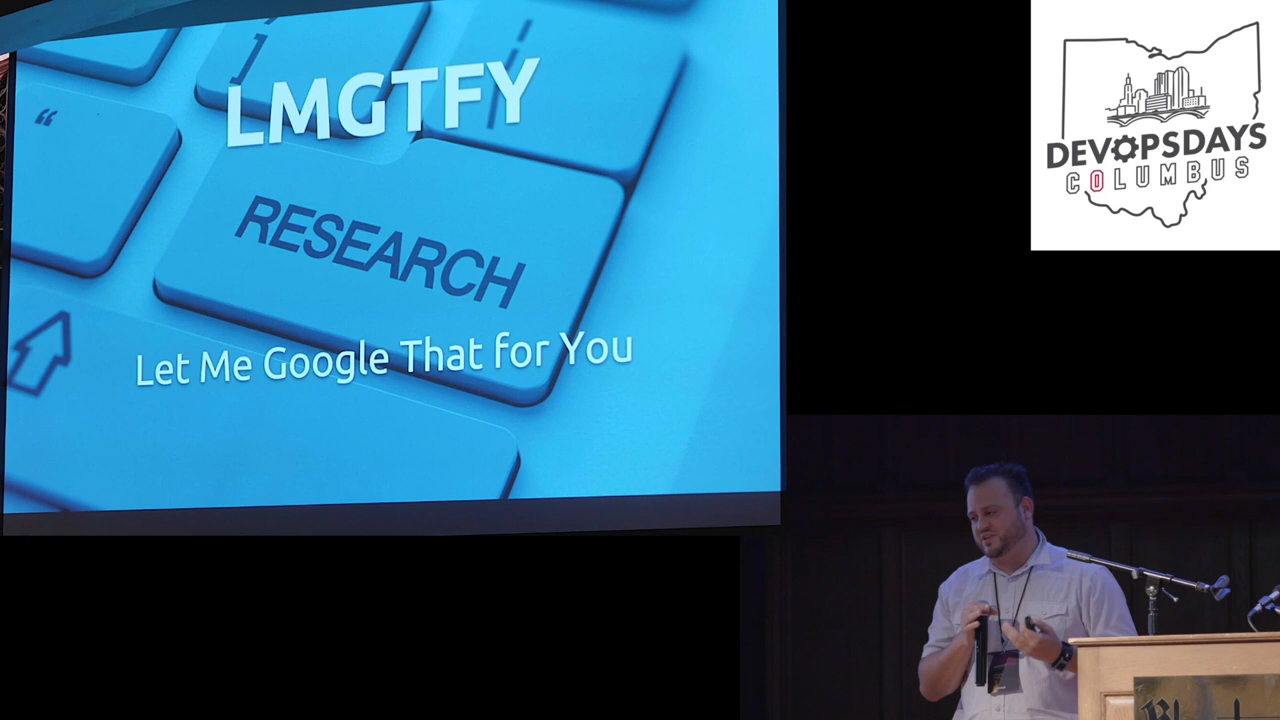 LMGTFY
RESEARCH
Let Me Google That for You
DEVOPSDAYS
COLUMBUS
]
“